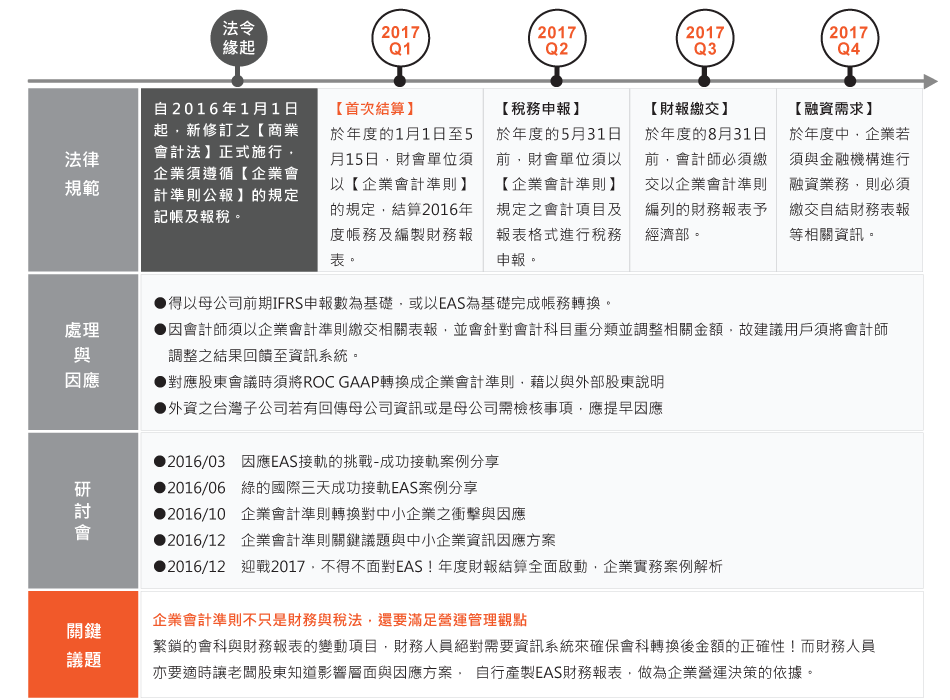 法令
緣起
2017
Q1
2017
Q2
2017
Q3
2017
Q4
法律
規範
自2016年1月1日
起，新修訂之【商業
會計法】正式施行，
企業須遵循【企業會
計準則公報】的規定
記帳及報稅。
【首次結算】
於年度的1月1日至5
月15日，財會單位須
以【企業會計準則】
的規定，結算2016年
度帳務及編製財務報
表。
【稅務申報】
於年度的5月31日
前，財會單位須以
【企業會計準則】
規定之會計項目及
報表格式進行稅務
申報。
【財報繳交】
於年度的8月31日
前，會計師必須繳
交以企業會計準則
編列的財務報表予
經濟部。
【融資需求】
於年度中，企業若
須與金融機構進行
融資業務，則必須
繳交自結財務表報
等相關資訊。
處理
與
因應
●得以母公司前期IFRS申報數為基礎，或以EAS為基礎完成帳務轉換。
●因會計師須以企業會計準則繳交相關表報，並會針對會計科目重分類並調整相關金額，故建議用戶須將會計師
調整之結果回饋至資訊系統。
●對應股東會議時須將ROC GAAP轉換成企業會計準則，藉以與外部股東說明
●外資之台灣子公司若有回傳母公司資訊或是母公司需檢核事項，應提早因應
研
討
會
●2016/03 因應EAS接軌的挑戰-成功接軌案例分享
●2016/06 綠的國際三天成功接軌EAS案例分享
●2016/10 企業會計準則轉換對中小企業之衝擊與因應
●2016/12 企業會計準則關鍵議題與中小企業資訊因應方案
●2016/12 迎戰2017，不得不面對EAS！年度財報結算全面啟動，企業實務案例解析
關鍵
議題
企業會計準則不只是財務與稅法，還要滿足營運管理觀點
繁鎖的會科與財務報表的變動項目，財務人員絕對需要資訊系統來確保會科轉換後金額的正確性！而財務人員
亦要適時讓老闆股東知道影響層面與因應方案， 自行產製EAS財務報表，做為企業營運決策的依據。